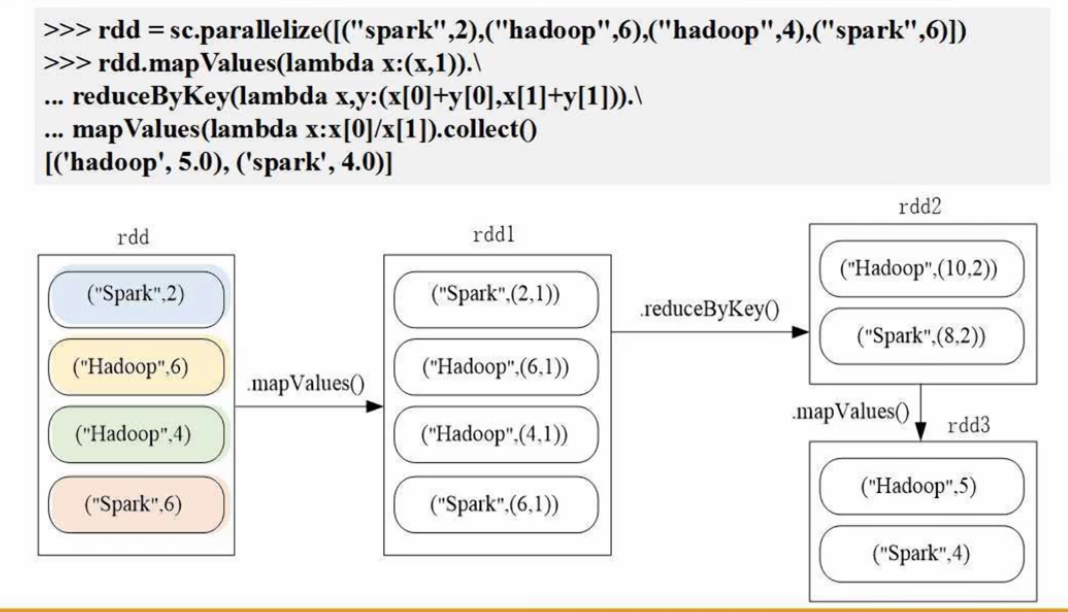 >>> rdd = sc.parallelize([("spark",2),("hadoop",6),("hadoop",4),("spark",6)])
>>> rdd.mapValues(lambda x:(x,1)).\
... reduceByKey(lambda x,y:(x[0]+y[0],x[1]+y[1])).\
... mapValues(lambda x:x[0]/x[1]).collect()
[('hadoop', 5.0), ('spark', 4.0)]
rdd
("Spark",2)
("Hadoop",6)
("Hadoop",4)
("Spark",6)
.mapValues()
rdd1
("Spark",(2,1))
("Hadoop",(6,1))
("Hadoop",(4,1))
("Spark",(6,1))
.reduceByKey()
rdd2
("Hadoop",(10,2))
("Spark",(8,2))
.mapValues()
rdd3
("Hadoop",5)
("Spark",4)